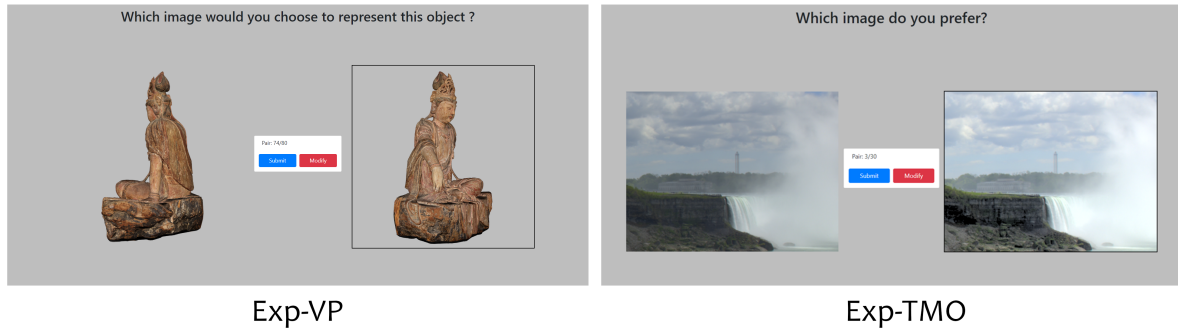 Which image would you choose to represent this object ?
Pair: 74/80
Submit Modify
Exp-VP
Which image do you prefer?
Pair: 3/30
Submit Modify
Exp-TMO